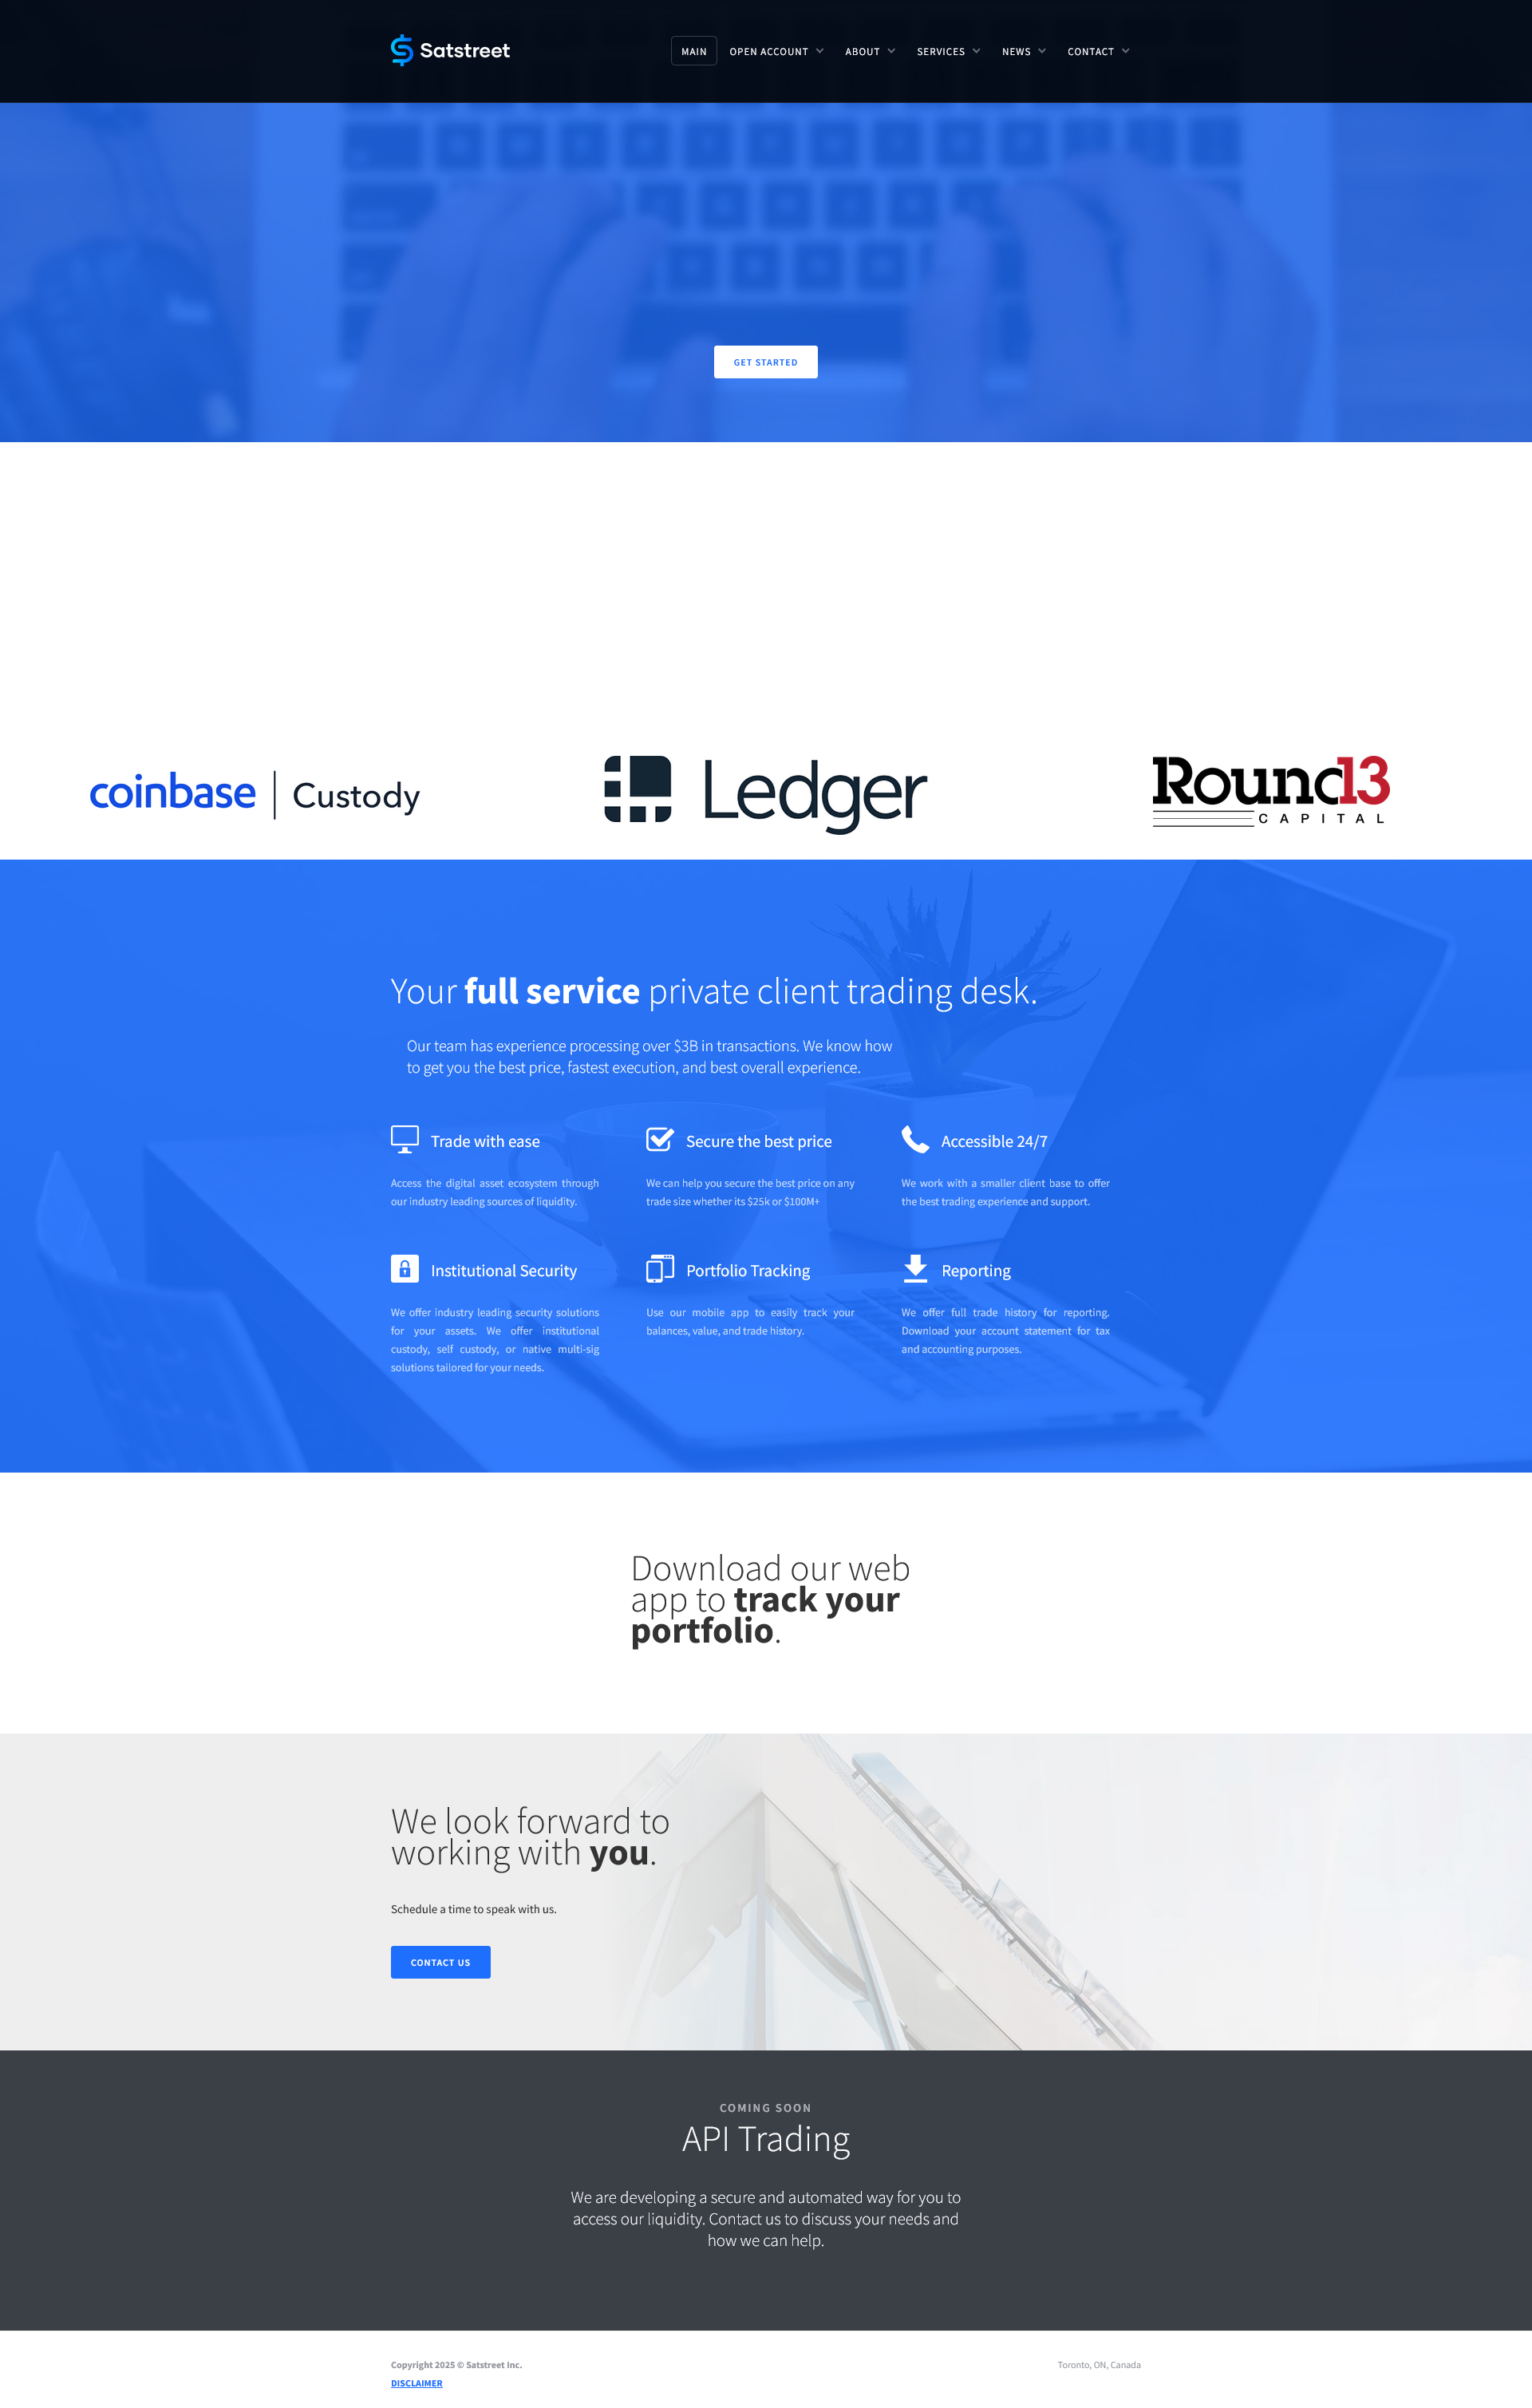 Satstreet
MAIN OPEN ACCOUNT ABOUT SERVICES NEWS CONTACT
GET STARTED
coinbase | Custody
Ledger
Round13
CAPITAL
Your full service private client trading desk.
Our team has experience processing over $3B in transactions. We know how
to get you the best price, fastest execution, and best overall experience.
Trade with ease
Access the digital asset ecosystem through
our industry leading sources of liquidity.
Secure the best price
We can help you secure the best price on any
trade size whether its $25k or $100M+
Accessible 24/7
We work with a smaller client base to offer
the best trading experience and support.
Institutional Security
We offer industry leading security solutions
for your assets. We offer institutional
custody, self custody, or native multi-sig
solutions tailored for your needs.
Portfolio Tracking
Use our mobile app to easily track your
balances, value, and trade history.
Reporting
We offer full trade history for reporting.
Download your account statement for tax
and accounting purposes.
Download our web
app to track your
portfolio.
We look forward to
working with you.
Schedule a time to speak with us.
CONTACT US
COMING SOON
API Trading
We are developing a secure and automated way for you to
access our liquidity. Contact us to discuss your needs and
how we can help.
Copyright 2025 © Satstreet Inc.
DISCLAIMER
Toronto, ON, Canada